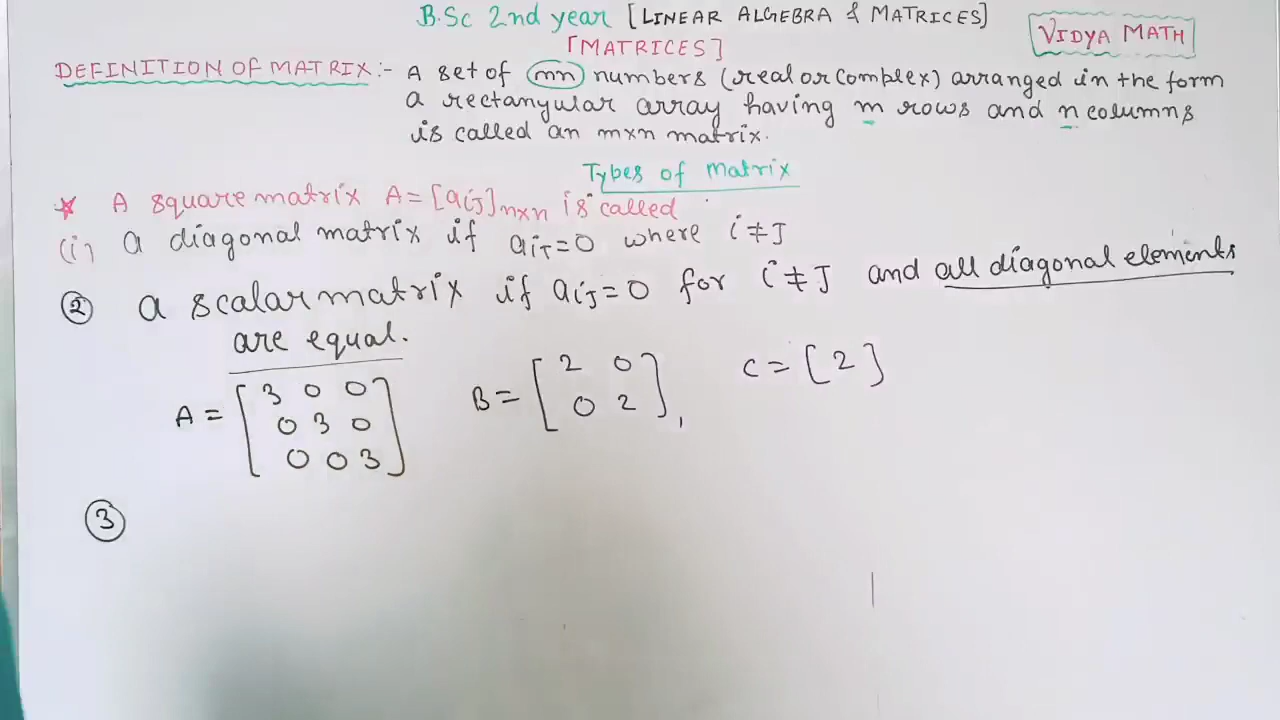 B.Sc 2nd year [LINEAR ALGEBRA & MATRICES]
VIDYA MATH
[MATRICES]
DEFINITION OF MATRIX:- A set of mn numbers (real or complex) arranged in the form
a rectangular array having m rows and n columns
is called an mxn matrix.
Types of Matrix
* A square matrix A = [aij]nxn is called
(i) a diagonal matrix if aij=0 where i≠J
② a scalar matrix if aij=0 for i≠J and all diagonal elements
are equal.
A = [3 0 0
0 3 0
0 0 3]
B = [2 0
0 2],
C = [2]
③